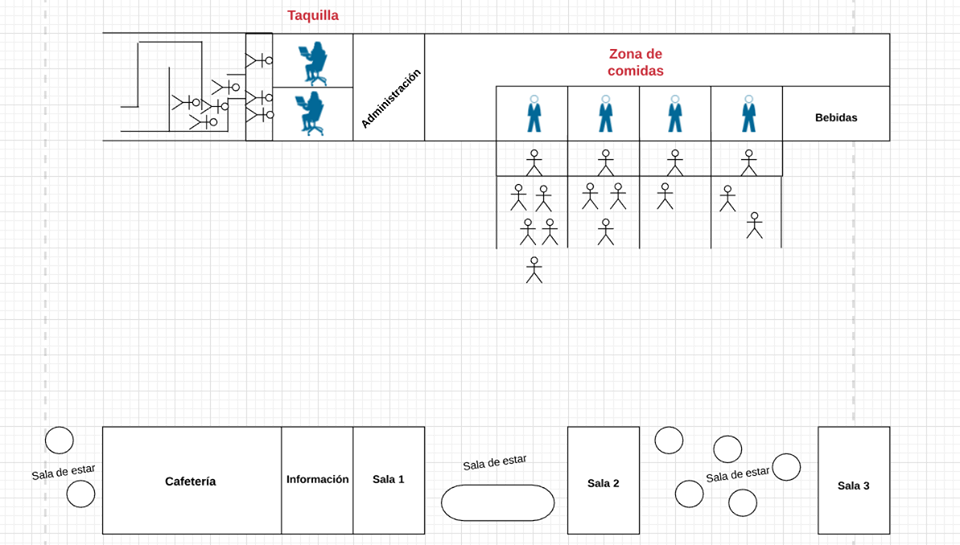 Taquilla
Zona de
comidas
Administración
Bebidas
Sala de estar
Cafetería
Información
Sala 1
Sala de estar
Sala 2
Sala de estar
Sala 3